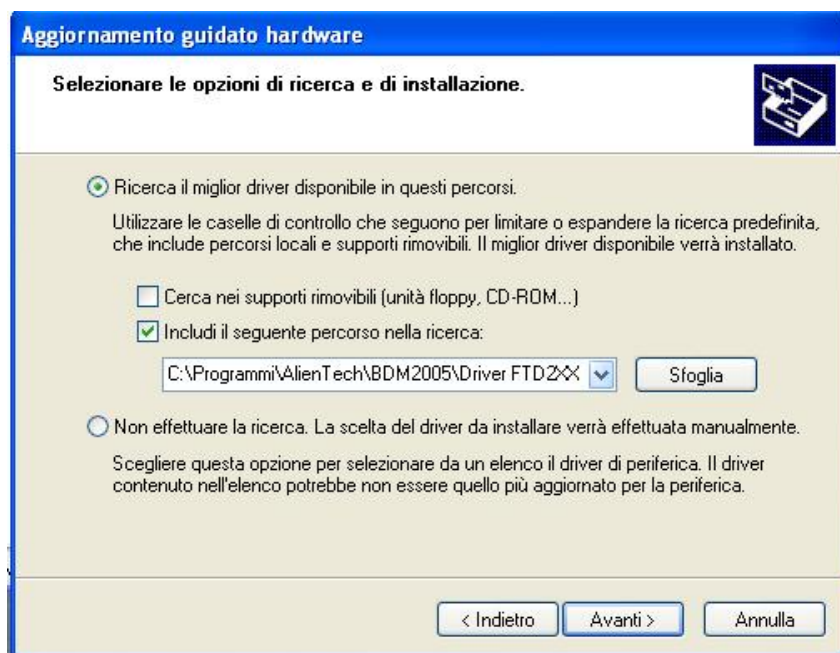 Aggiornamento guidato hardware
Selezionare le opzioni di ricerca e di installazione.
Ricerca il miglior driver disponibile in questi percorsi.
Utilizzare le caselle di controllo che seguono per limitare o espandere la ricerca predefinita,
che include percorsi locali e supporti rimovibili. Il miglior driver disponibile verrà installato.
Cerca nei supporti rimovibili (unità floppy, CD-ROM...)
Includi il seguente percorso nella ricerca:
C:\Programmi\AlienTech\BDM2005\Driver FTD2XX
Sfoglia
Non effettuare la ricerca. La scelta del driver da installare verrà effettuata manualmente.
Scegliere questa opzione per selezionare da un elenco il driver di periferica. Il driver
contenuto nell'elenco potrebbe non essere quello più aggiornato per la periferica.
< Indietro
Avanti >
Annulla